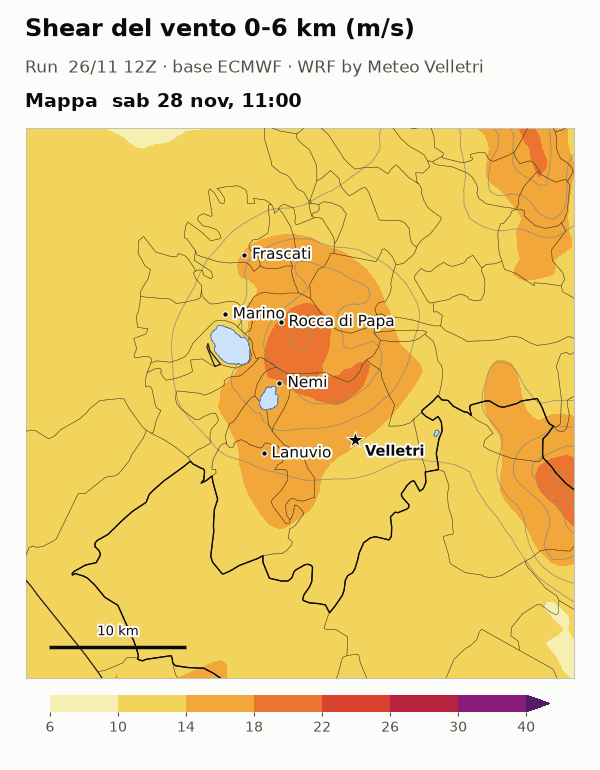 Shear del vento 0-6 km (m/s)
Run  26/11 12Z · base ECMWF · WRF by Meteo Velletri
Mappa  sab 28 nov, 11:00
Frascati
Marino
Rocca di Papa
Nemi
Velletri
Lanuvio
10 km
6 10 14 18 22 26 30 40